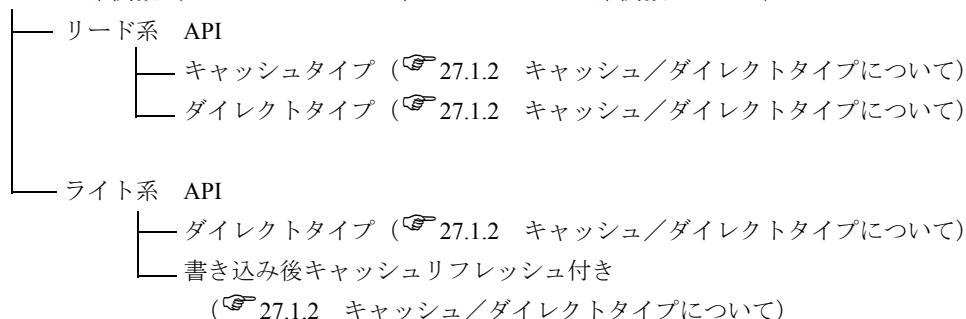 リード系 API
キャッシュタイプ(☞ 27.1.2 キャッシュ/ダイレクトタイプについて)
ダイレクトタイプ(☞ 27.1.2 キャッシュ/ダイレクトタイプについて)
ライト系 API
ダイレクトタイプ(☞ 27.1.2 キャッシュ/ダイレクトタイプについて)
書き込み後キャッシュリフレッシュ付き
(☞ 27.1.2 キャッシュ/ダイレクトタイプについて)